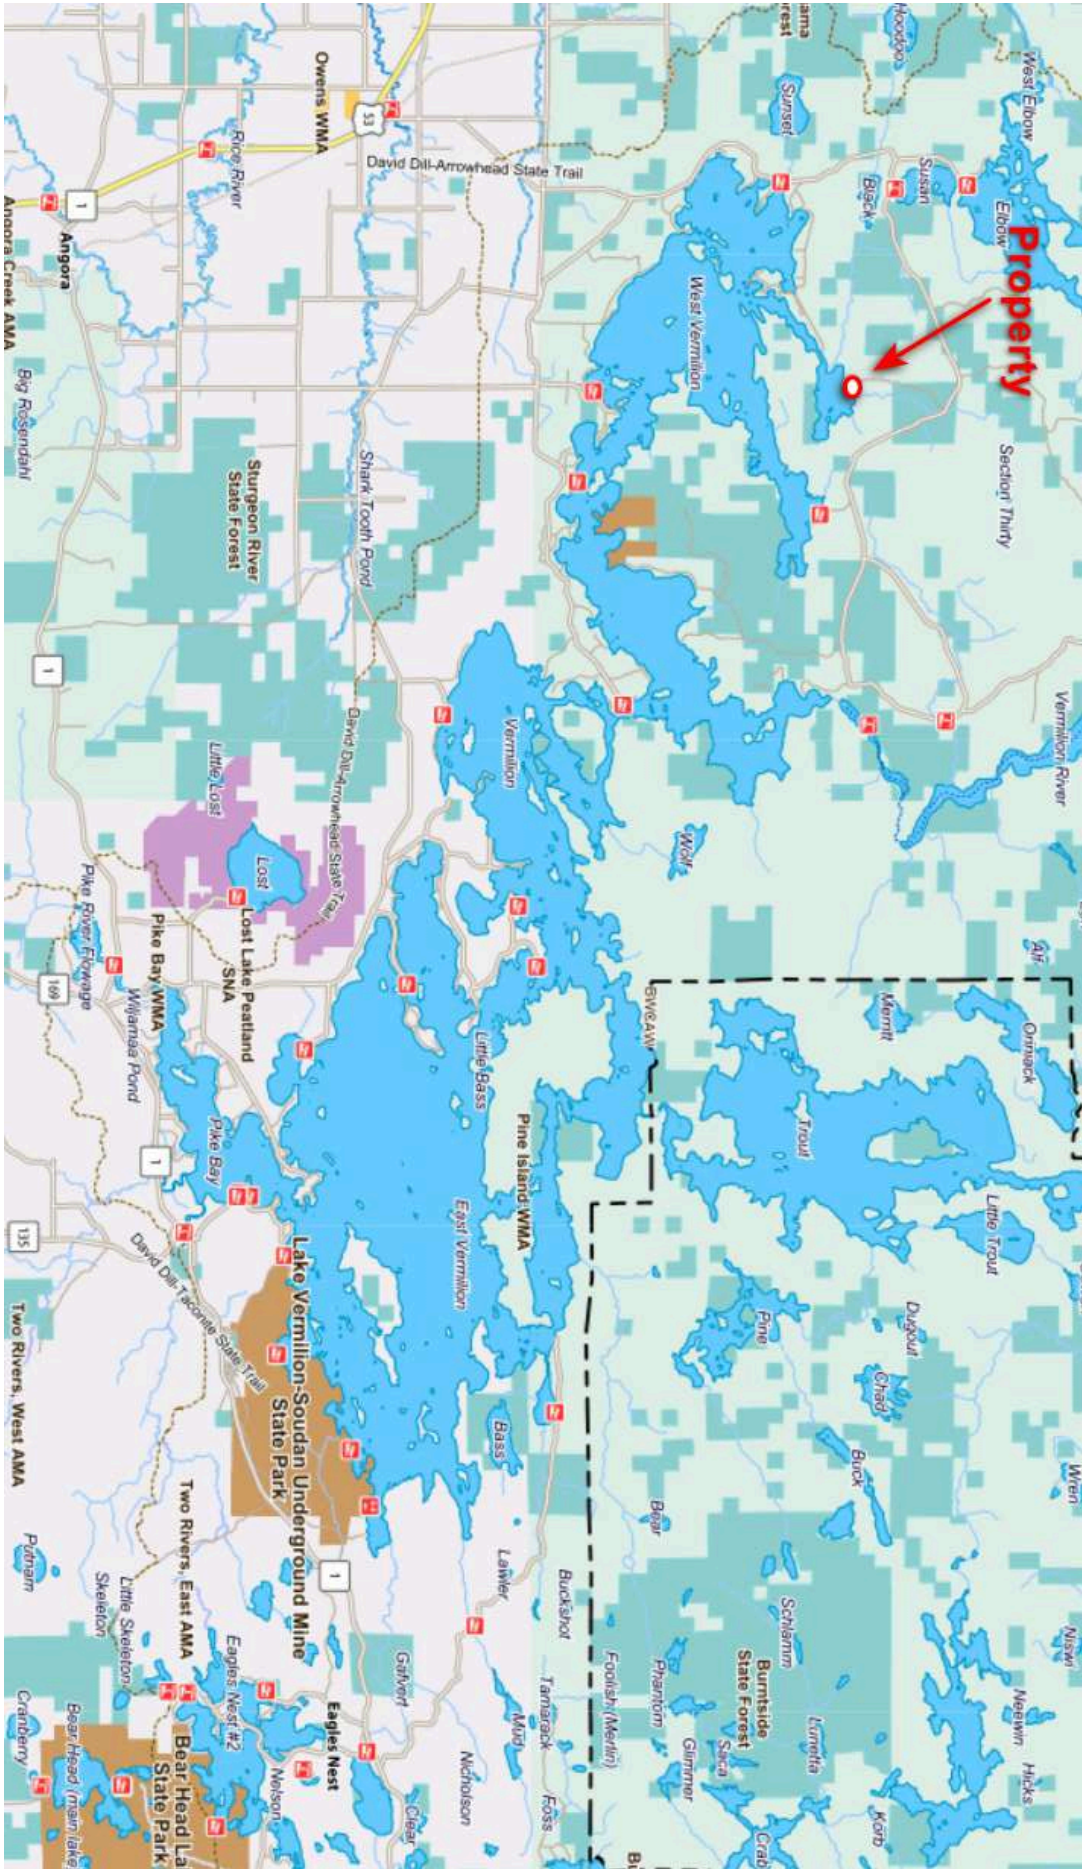 Property
West Elbow
Elbow
Section Thirty
Vermilion River
Alf
Oriniack
Little Trout
Wren
Niswi
Neewin
Hicks
Hoodoo
Susan
Black
Merritt
Dugout
Chad
Buck
Korb
Sunset
Trout
Pine
Schlamm
Lunetta
Burntside
State Forest
Crab
West Vermilion
Wolf
BWCAW
Bear
Phantom
Glimmer
Saca
Foolish (Merlin)
David Dill-Arrowhead State Trail
Vermilion
Pine Island WMA
Little Bass
East Vermilion
Bass
Lawler
Buckshot
Tamarack
Foss
Mud
Nicholson
Clear
Gafvert
53
Owens WMA
Rice River
Shark Tooth Pond
Sturgeon River
State Forest
David Dill-Arrowhead State Trail
Little Lost
Lost
Lost Lake Peatland
SNA
Lake Vermilion-Soudan Underground Mine
State Park
1
Eagles Nest
Eagles Nest #2
Nelson
Pike Bay
Pike Bay WMA
Wijamaa Pond
Pike River Flowage
David Dill-Taconite State Trail
Two Rivers, East AMA
Little Skeleton
Skeleton
Bear Head La
State Park
Bear Head (main lake
1
Angora
Angora Creek AMA
Big Rosendahl
1
169
1
135
Two Rivers, West AMA
Putnam
Cranberry